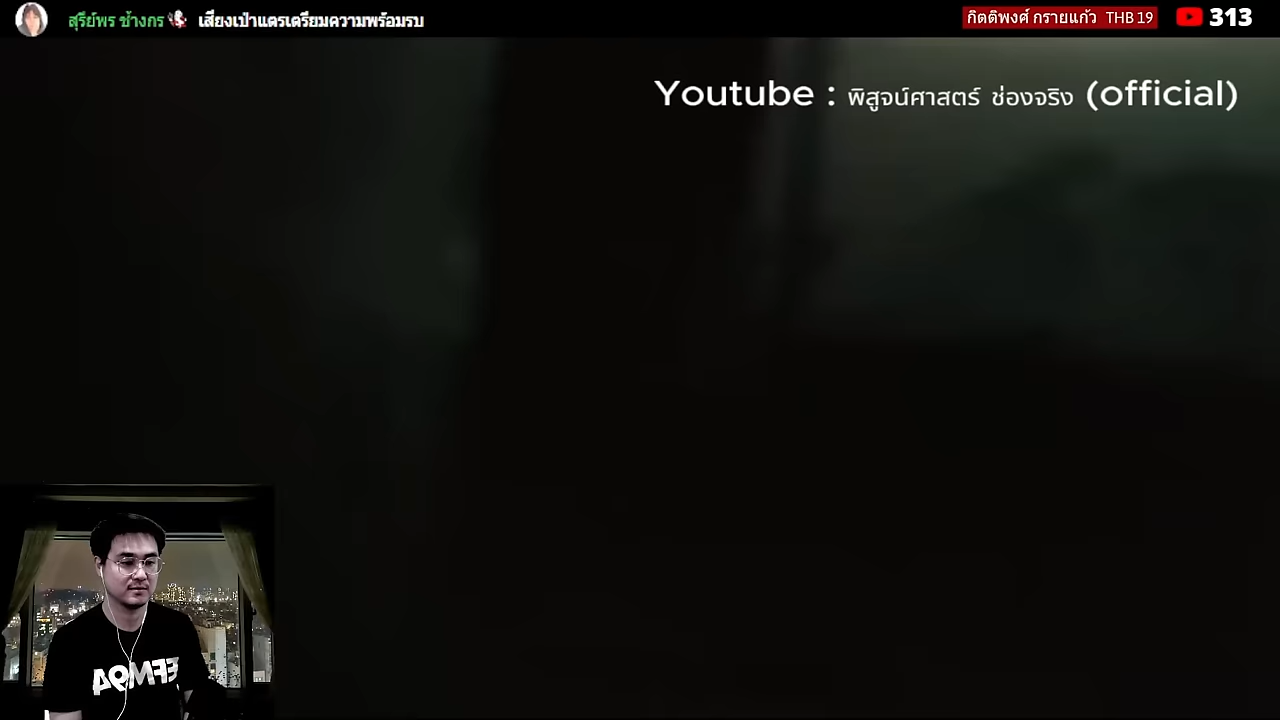 สุรีย์พร ช้างกร เสียงเป่าแตรเตรียมความพร้อมรบ
กิตติพงศ์ กรายแก้ว THB 19
313
Youtube : พิสูจน์ศาสตร์ ช่องจริง (official)